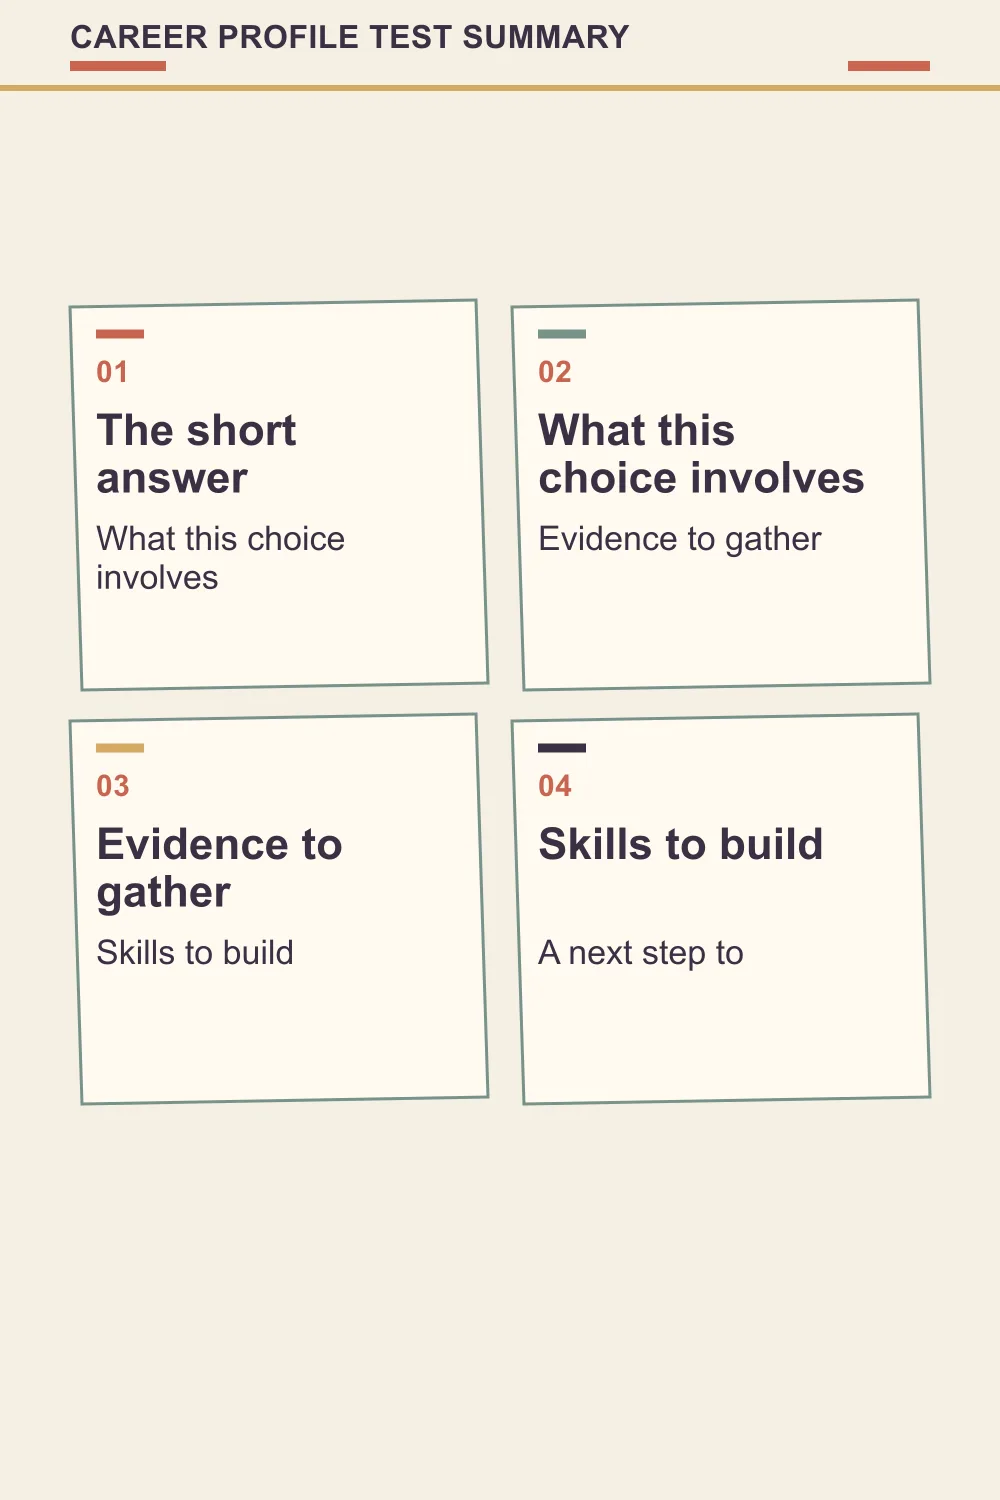 CAREER PROFILE TEST SUMMARY
01
The short
answer
What this choice
involves
02
What this
choice involves
Evidence to gather
03
Evidence to
gather
Skills to build
04
Skills to build
A next step to